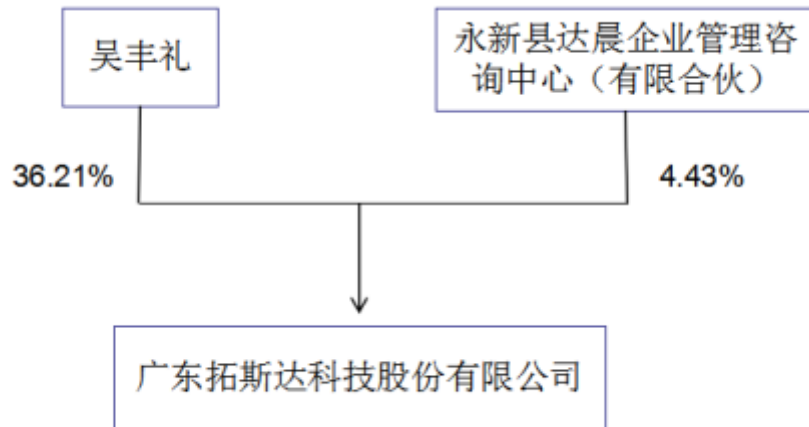 吴丰礼
永新县达晨企业管理咨
询中心（有限合伙）
36.21%
4.43%
广东拓斯达科技股份有限公司